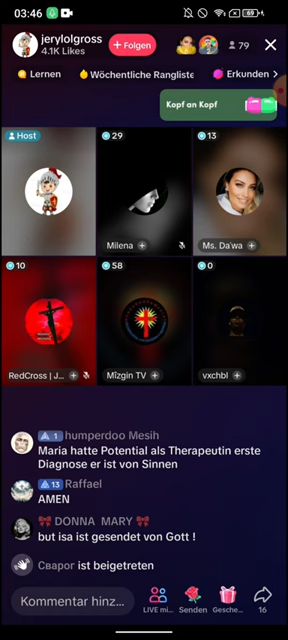 03:46
69
jerylolgross
4.1K Likes
+ Folgen
79
Lernen
Wöchentliche Rangliste
Erkunden
Kopf an Kopf
Host
29
13
Milena
Ms. Da'wa
10
58
0
RedCross | J...
Mîzgin TV
vxchbl
1 humperdoo Mesih
Maria hatte Potential als Therapeutin erste
Diagnose er ist von Sinnen
13 Raffael
AMEN
DONNA MARY
but isa ist gesendet von Gott !
Сварог ist beigetreten
Kommentar hinz...
LIVE mi...
Senden
Gesche...
16